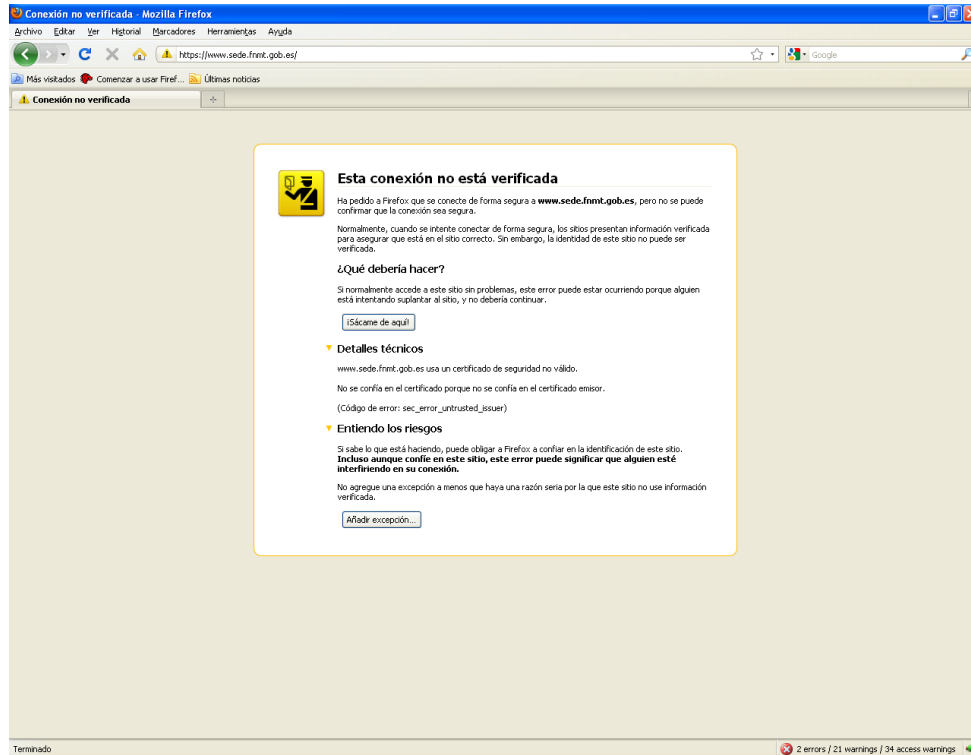 Conexión no verificada - Mozilla Firefox
Archivo Editar Ver Historial Marcadores Herramientas Ayuda
https://www.sede.fnmt.gob.es/
Google
Más visitados Comenzar a usar Firef... Últimas noticias
Conexión no verificada
Esta conexión no está verificada
Ha pedido a Firefox que se conecte de forma segura a www.sede.fnmt.gob.es, pero no se puede
confirmar que la conexión sea segura.
Normalmente, cuando se intente conectar de forma segura, los sitios presentan información verificada
para asegurar que está en el sitio correcto. Sin embargo, la identidad de este sitio no puede ser
verificada.
¿Qué debería hacer?
Si normalmente accede a este sitio sin problemas, este error puede estar ocurriendo porque alguien
está intentando suplantar al sitio, y no debería continuar.
¡Sácame de aquí!
Detalles técnicos
www.sede.fnmt.gob.es usa un certificado de seguridad no válido.
No se confía en el certificado porque no se confía en el certificado emisor.
(Código de error: sec_error_untrusted_issuer)
Entiendo los riesgos
Si sabe lo que está haciendo, puede obligar a Firefox a confiar en la identificación de este sitio.
Incluso aunque confíe en este sitio, este error puede significar que alguien esté
interfiriendo en su conexión.
No agregue una excepción a menos que haya una razón seria por la que este sitio no use información
verificada.
Añadir excepción...
Terminado
2 errors / 21 warnings / 34 access warnings